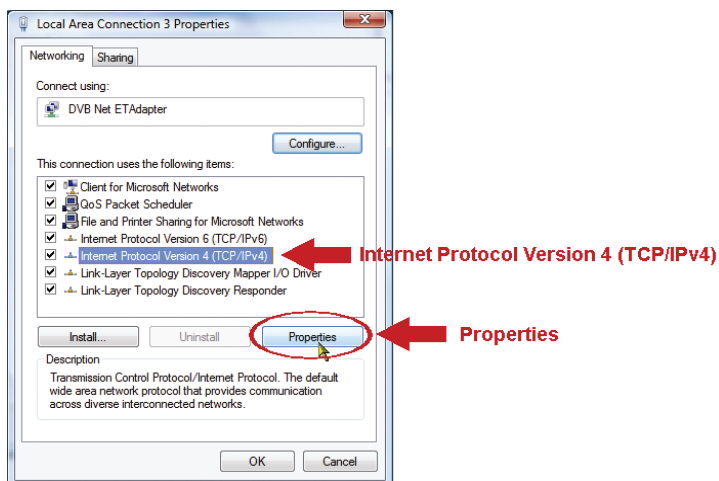 Local Area Connection 3 Properties
Networking
Sharing
Connect using:
DVB Net ETAdapter
Configure...
This connection uses the following items:
Client for Microsoft Networks
QoS Packet Scheduler
File and Printer Sharing for Microsoft Networks
Internet Protocol Version 6 (TCP/IPv6)
Internet Protocol Version 4 (TCP/IPv4)
Internet Protocol Version 4 (TCP/IPv4)
Link-Layer Topology Discovery Mapper I/O Driver
Link-Layer Topology Discovery Responder
Install...
Uninstall
Properties
Properties
Description
Transmission Control Protocol/Internet Protocol. The default
wide area network protocol that provides communication
across diverse interconnected networks.
OK
Cancel